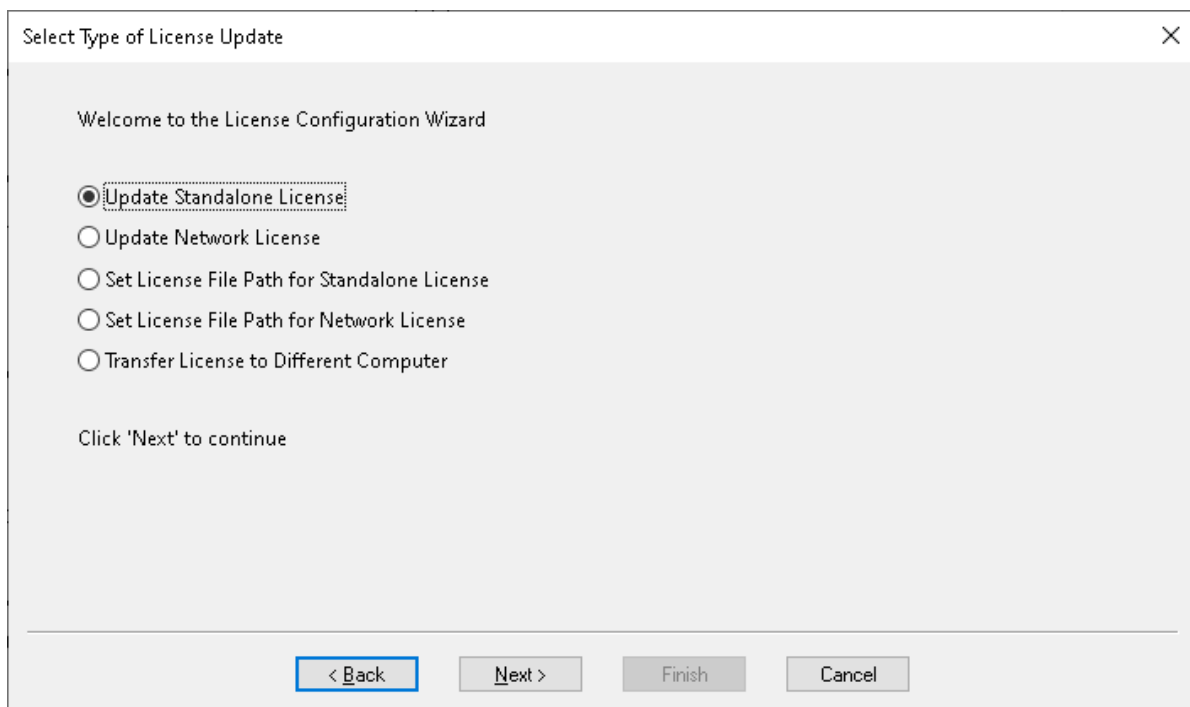 Select Type of License Update
Welcome to the License Configuration Wizard
Update Standalone License
Update Network License
Set License File Path for Standalone License
Set License File Path for Network License
Transfer License to Different Computer
Click 'Next' to continue
< Back Next > Finish Cancel